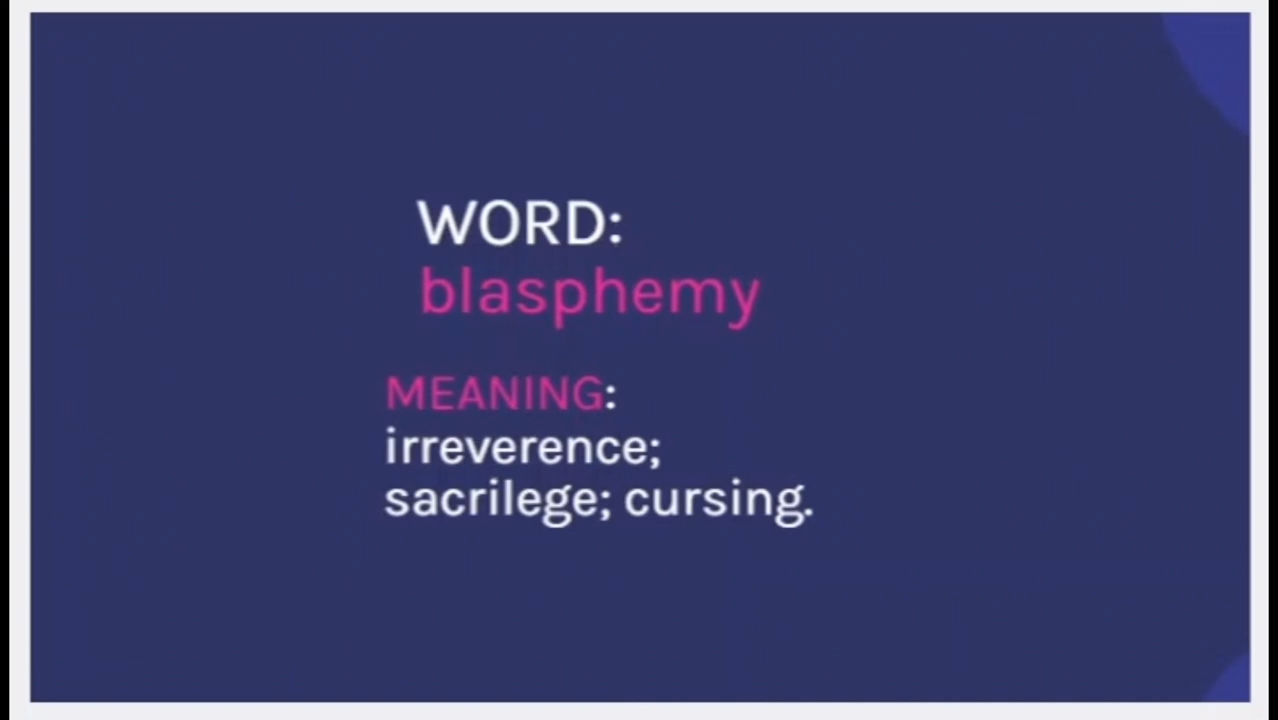 WORD:
blasphemy
MEANING:
irreverence;
sacrilege; cursing.